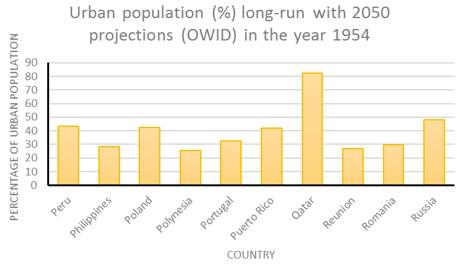 Urban population (%) long-run with 2050
projections (OWID) in the year 1954
PERCENTAGE OF URBAN POPULATION
90
80
70
60
50
40
30
20
10
0
Peru
Philippines
Poland
Polynesia
Portugal
Puerto Rico
Qatar
Reunion
Romania
Russia
COUNTRY